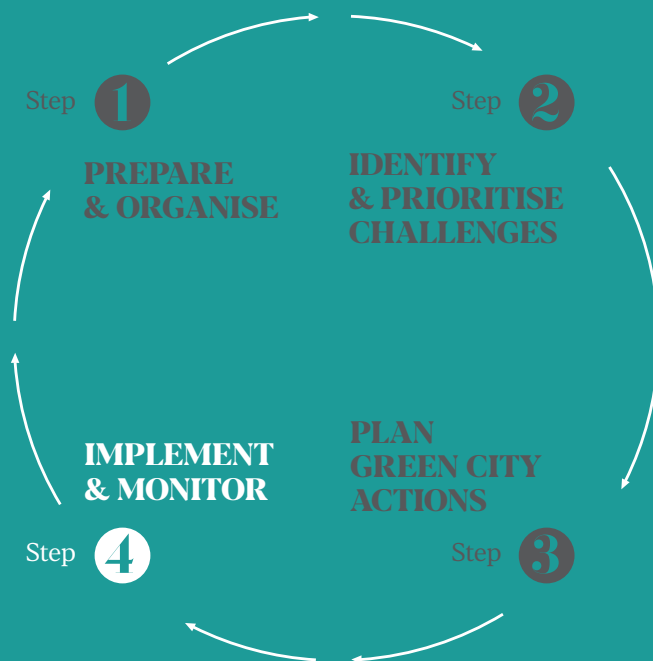 Step 1
PREPARE
& ORGANISE
Step 2
IDENTIFY
& PRIORITISE
CHALLENGES
IMPLEMENT
& MONITOR
Step 4
PLAN
GREEN CITY
ACTIONS
Step 3